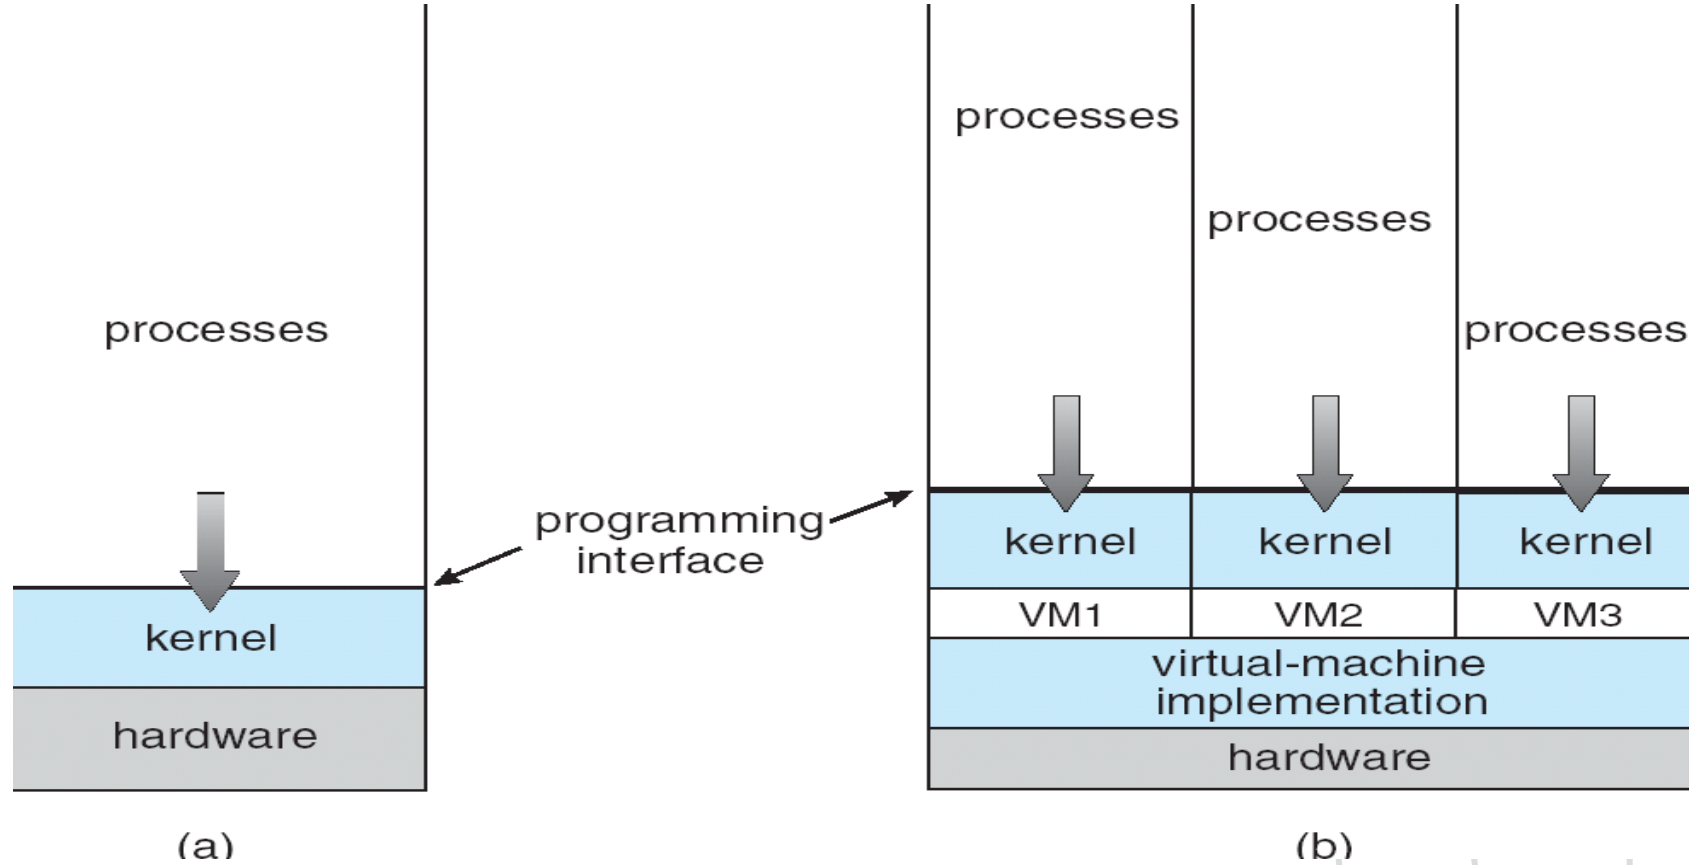 processes
kernel
hardware
(a)
programming
interface
processes
processes
processes
kernel
kernel
kernel
VM1
VM2
VM3
virtual-machine
implementation
hardware
(b)